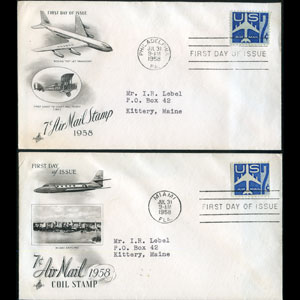 FIRST DAY OF ISSUE
PHILADELPHIA
JUL 31
9-AM
1958
PA.
US
FIRST DAY OF ISSUE
Mr. I.R. Lebel
P.O. Box 42
Kittery, Maine
7¢ Air Mail Stamp
1958
FIRST DAY
OF ISSUE
MIAMI
JUL 31
1958
FLA.
US
FIRST DAY OF ISSUE
Mr. I.R. Lebel
P.O. Box 42
Kittery, Maine
7¢ Air Mail 1958
COIL STAMP